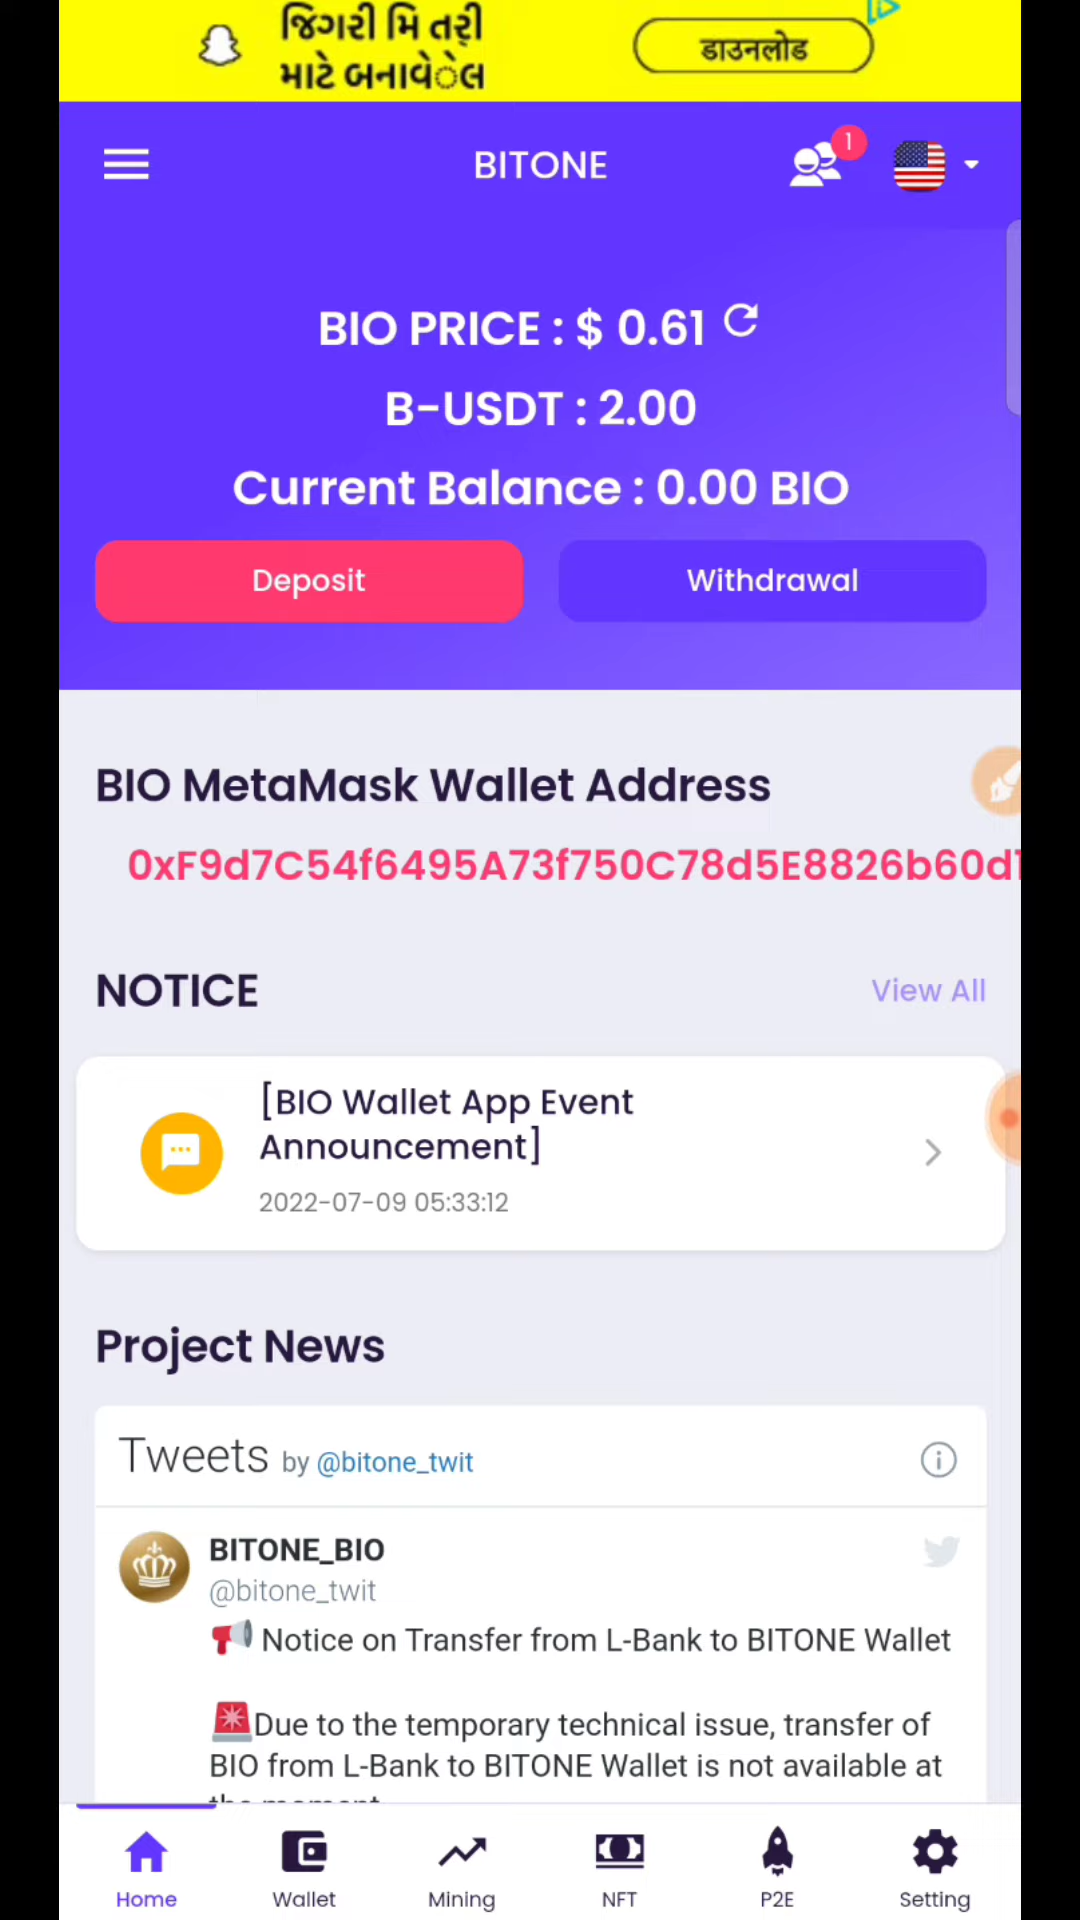 જિગરી મિ તર્રી
માટે બનાવેેલ
डाउनलोड
BITONE
1
BIO PRICE : $ 0.61
B-USDT : 2.00
Current Balance : 0.00 BIO
Deposit
Withdrawal
BIO MetaMask Wallet Address
0xF9d7C54f6495A73f750C78d5E8826b60d1
NOTICE
View All
[BIO Wallet App Event
Announcement]
2022-07-09 05:33:12
Project News
Tweets by @bitone_twit
BITONE_BIO
@bitone_twit
Notice on Transfer from L-Bank to BITONE Wallet
Due to the temporary technical issue, transfer of
BIO from L-Bank to BITONE Wallet is not available at
the moment
Home
Wallet
Mining
NFT
P2E
Setting